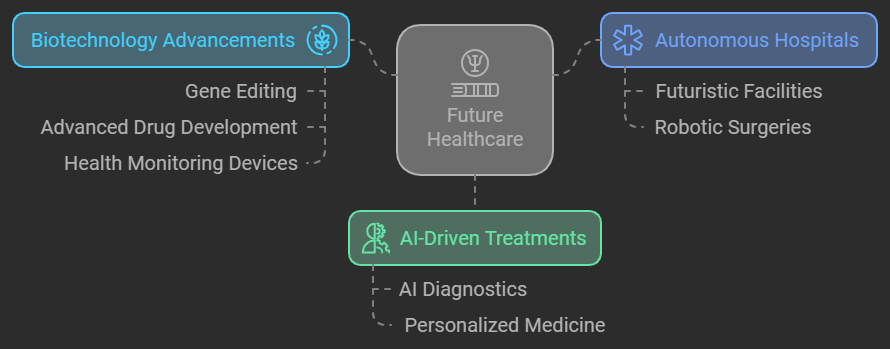 Biotechnology Advancements
Gene Editing
Advanced Drug Development
Health Monitoring Devices
Future
Healthcare
Autonomous Hospitals
Futuristic Facilities
Robotic Surgeries
AI-Driven Treatments
AI Diagnostics
Personalized Medicine